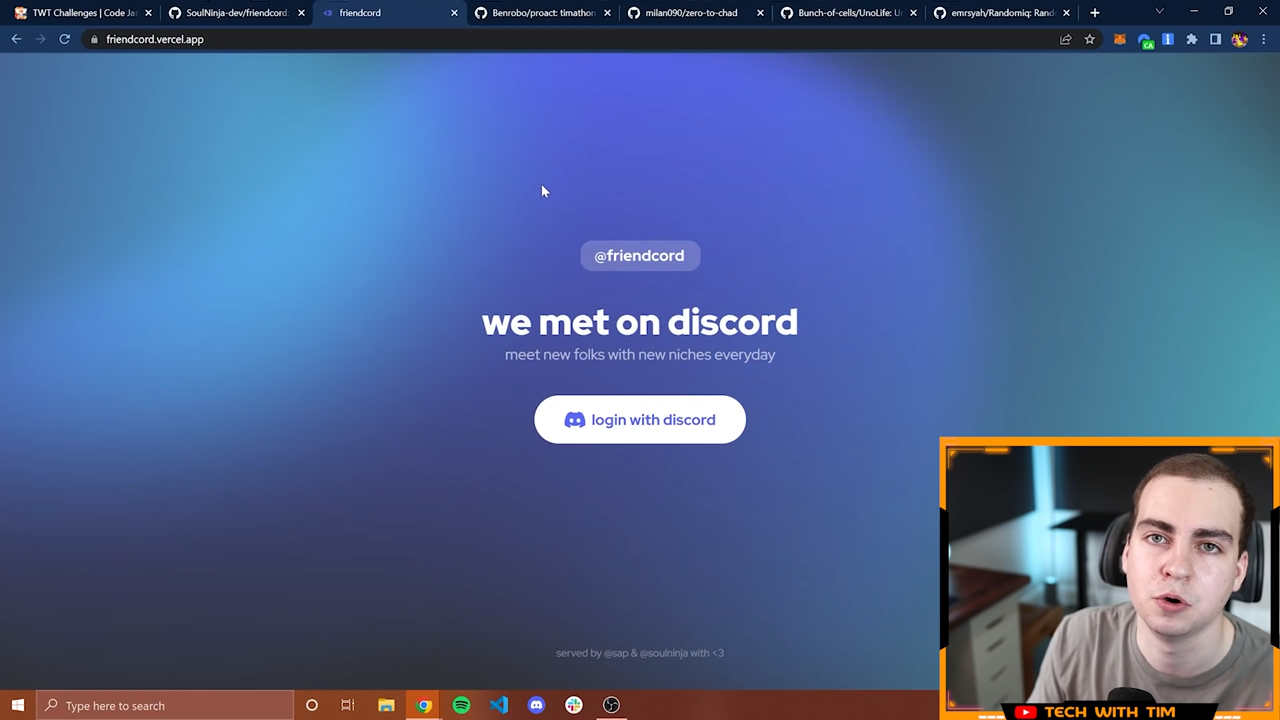 TWT Challenges | Code Ja
SoulNinja-dev/friendcord:
friendcord
Benrobo/proact: timathon
milan090/zero-to-chad
Bunch-of-cells/UnoLife: U
emrsyah/Randomiq: Rand
friendcord.vercel.app
CA
@friendcord
we met on discord
meet new folks with new niches everyday
login with discord
served by @sap & @soulninja with <3
Type here to search
TECH WITH TIM